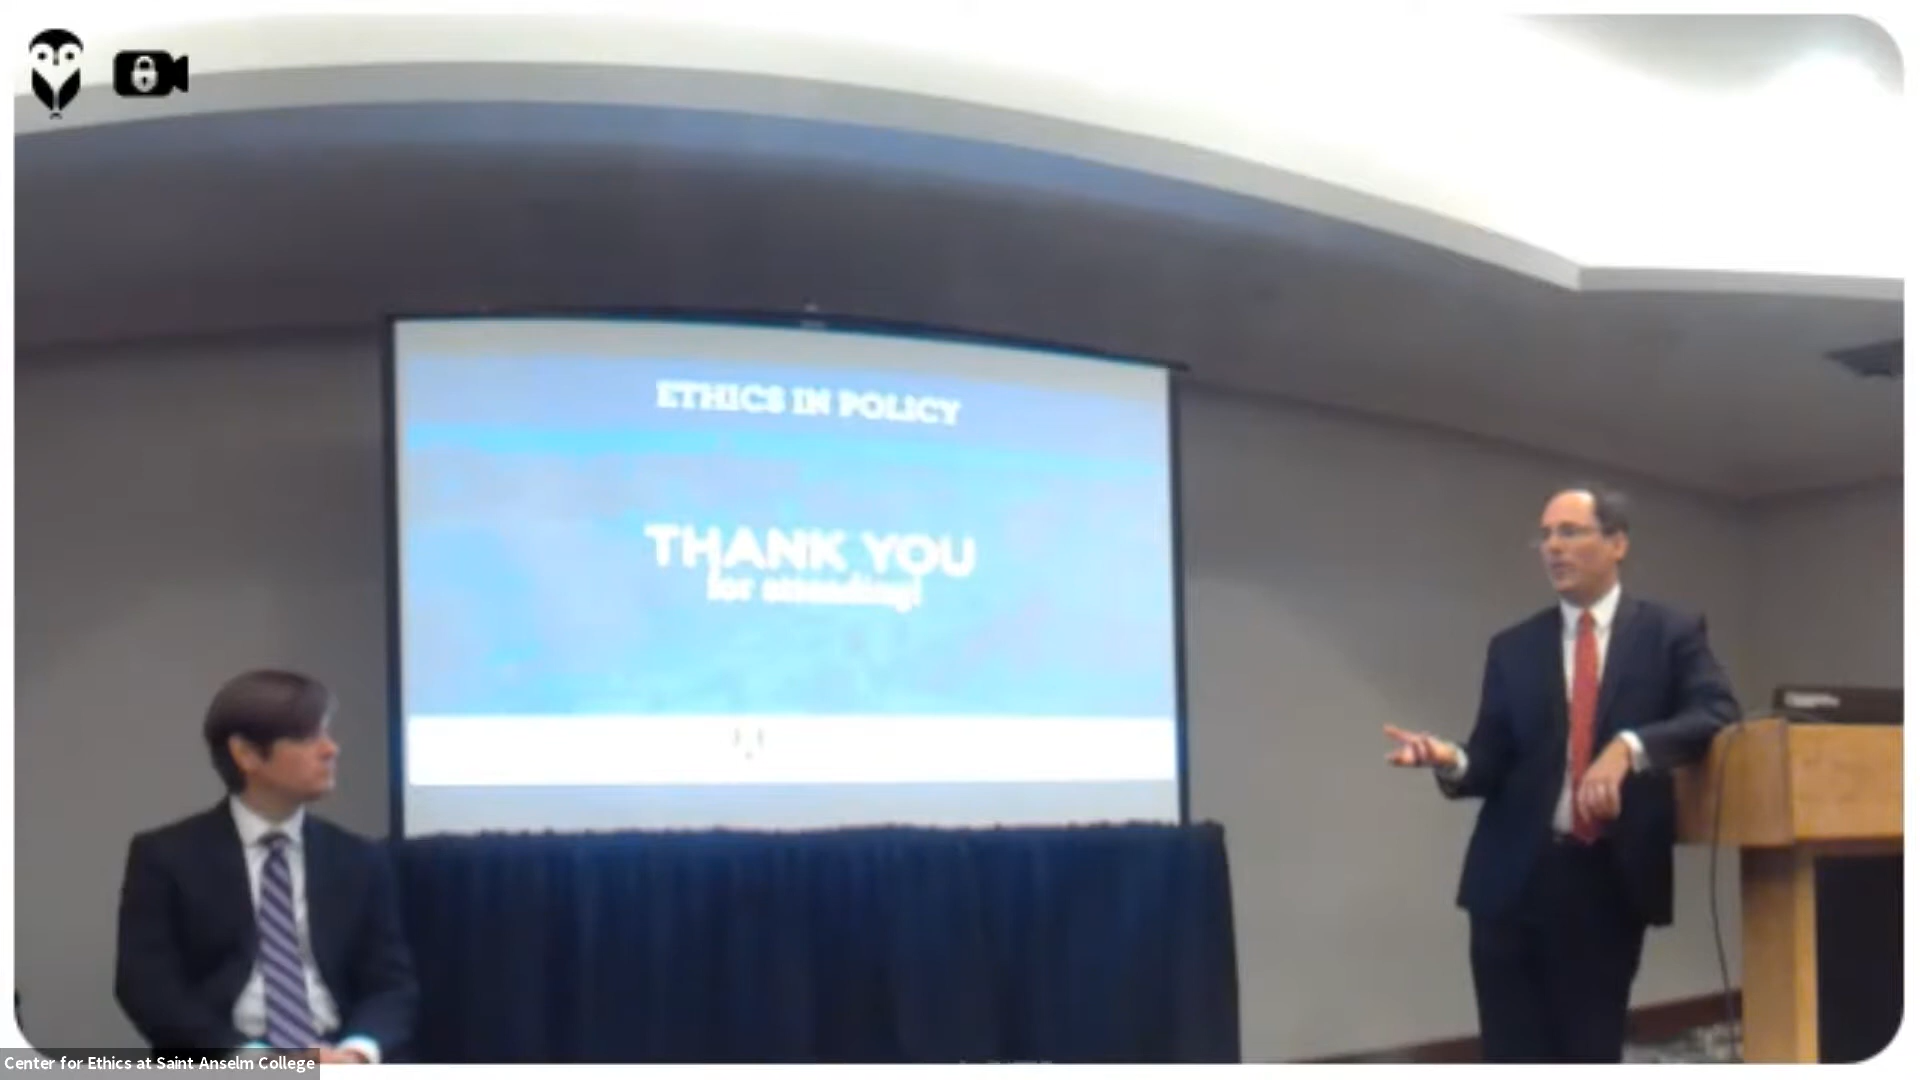 ETHICS IN POLICY
THANK YOU
for attending!
Center for Ethics at Saint Anselm College